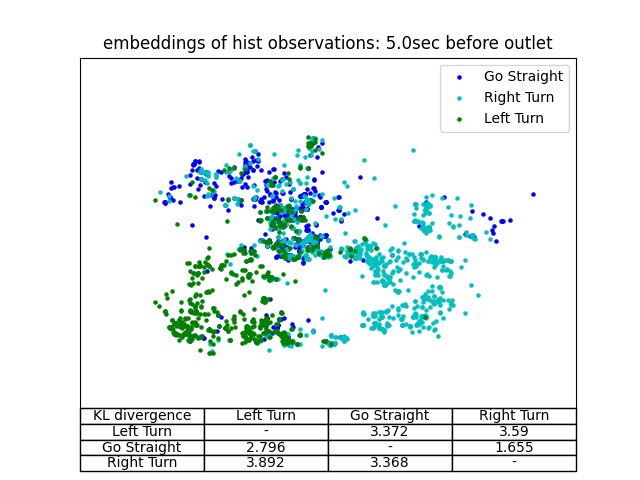 embeddings of hist observations: 5.0sec before outlet
Go Straight
Right Turn
Left Turn
KL divergence Left Turn Go Straight Right Turn
Left Turn - 3.372 3.59
Go Straight 2.796 - 1.655
Right Turn 3.892 3.368 -